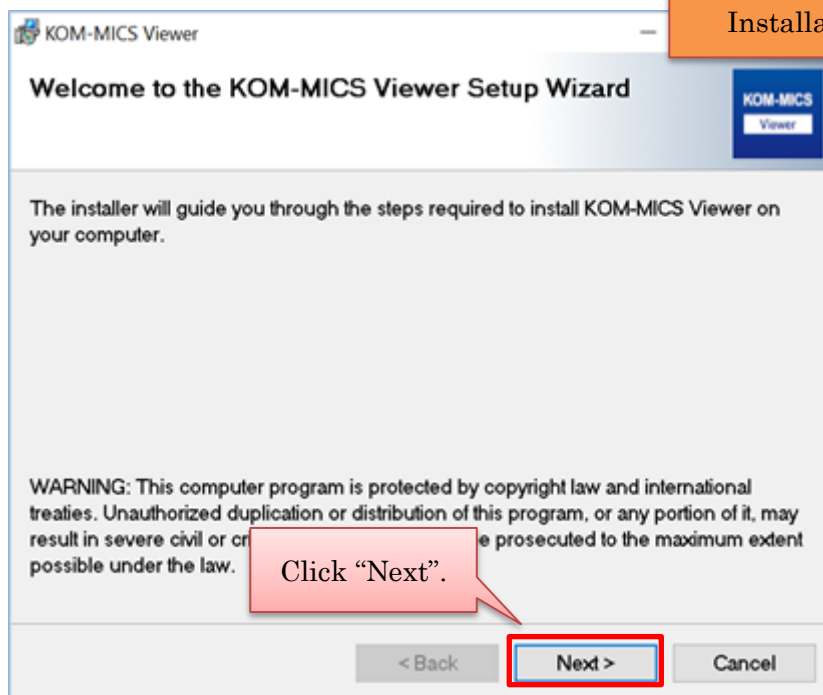 Installa
KOM-MICS Viewer
Welcome to the KOM-MICS Viewer Setup Wizard
KOM-MICS
Viewer
The installer will guide you through the steps required to install KOM-MICS Viewer on
your computer.
WARNING: This computer program is protected by copyright law and international
treaties. Unauthorized duplication or distribution of this program, or any portion of it, may
result in severe civil or cr e prosecuted to the maximum extent
possible under the law.
Click “Next”.
< Back Next > Cancel